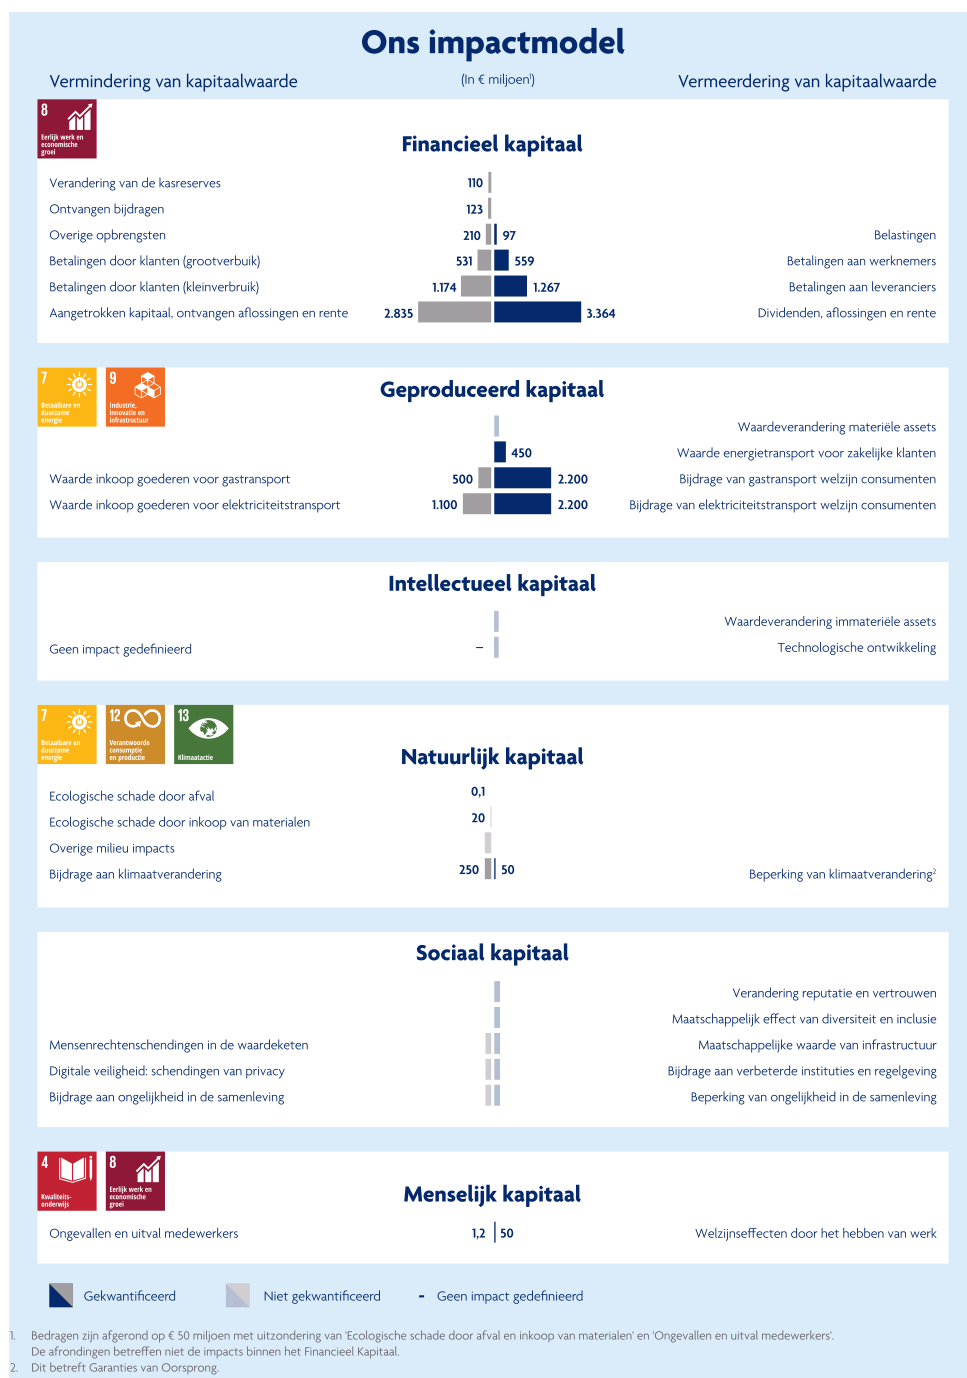 Ons impactmodel
Vermindering van kapitaalwaarde
(In € miljoen¹)
Vermeerdering van kapitaalwaarde
8
Eerlijk werk en
economische
groei
Financieel kapitaal
Verandering van de kasreserves 110
Ontvangen bijdragen 123
Overige opbrengsten 210 97 Belastingen
Betalingen door klanten (grootverbuik) 531 559 Betalingen aan werknemers
Betalingen door klanten (kleinverbruik) 1.174 1.267 Betalingen aan leveranciers
Aangetrokken kapitaal, ontvangen aflossingen en rente 2.835 3.364 Dividenden, aflossingen en rente
7
Betaalbare en
duurzame
energie
9
Industrie,
innovatie en
infrastructuur
Geproduceerd kapitaal
Waardeverandering materiële assets
450 Waarde energietransport voor zakelijke klanten
Waarde inkoop goederen voor gastransport 500 2.200 Bijdrage van gastransport welzijn consumenten
Waarde inkoop goederen voor elektriciteitstransport 1.100 2.200 Bijdrage van elektriciteitstransport welzijn consumenten
Intellectueel kapitaal
Waardeverandering immateriële assets
Geen impact gedefinieerd – Technologische ontwikkeling
7
Betaalbare en
duurzame
energie
12
Verantwoorde
consumptie
en productie
13
Klimaatactie
Natuurlijk kapitaal
Ecologische schade door afval 0,1
Ecologische schade door inkoop van materialen 20
Overige milieu impacts
Bijdrage aan klimaatverandering 250 50 Beperking van klimaatverandering²
Sociaal kapitaal
Verandering reputatie en vertrouwen
Maatschappelijk effect van diversiteit en inclusie
Mensenrechtenschendingen in de waardeketen Maatschappelijke waarde van infrastructuur
Digitale veiligheid: schendingen van privacy Bijdrage aan verbeterde instituties en regelgeving
Bijdrage aan ongelijkheid in de samenleving Beperking van ongelijkheid in de samenleving
4
Kwaliteits-
onderwijs
8
Eerlijk werk en
economische
groei
Menselijk kapitaal
Ongevallen en uitval medewerkers 1,2 50 Welzijnseffecten door het hebben van werk
Gekwantificeerd Niet gekwantificeerd - Geen impact gedefinieerd
1. Bedragen zijn afgerond op € 50 miljoen met uitzondering van 'Ecologische schade door afval en inkoop van materialen' en 'Ongevallen en uitval medewerkers'.
De afrondingen betreffen niet de impacts binnen het Financieel Kapitaal.
2. Dit betreft Garanties van Oorsprong.